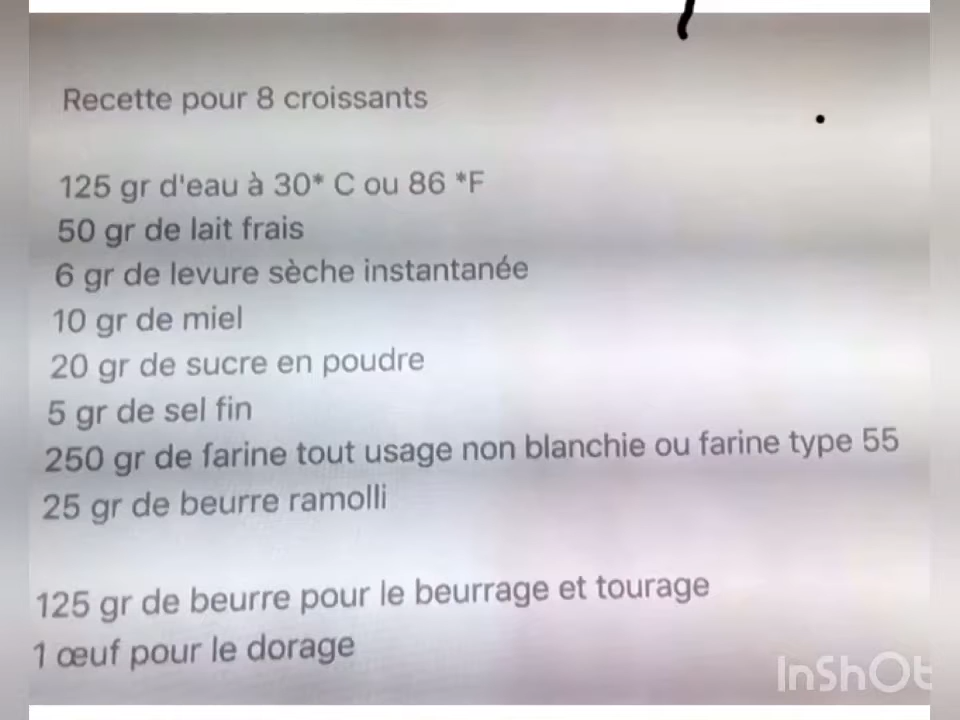 Recette pour 8 croissants
125 gr d'eau à 30* C ou 86 *F
50 gr de lait frais
6 gr de levure sèche instantanée
10 gr de miel
20 gr de sucre en poudre
5 gr de sel fin
250 gr de farine tout usage non blanchie ou farine type 55
25 gr de beurre ramolli
125 gr de beurre pour le beurrage et tourage
1 œuf pour le dorage
InShOt